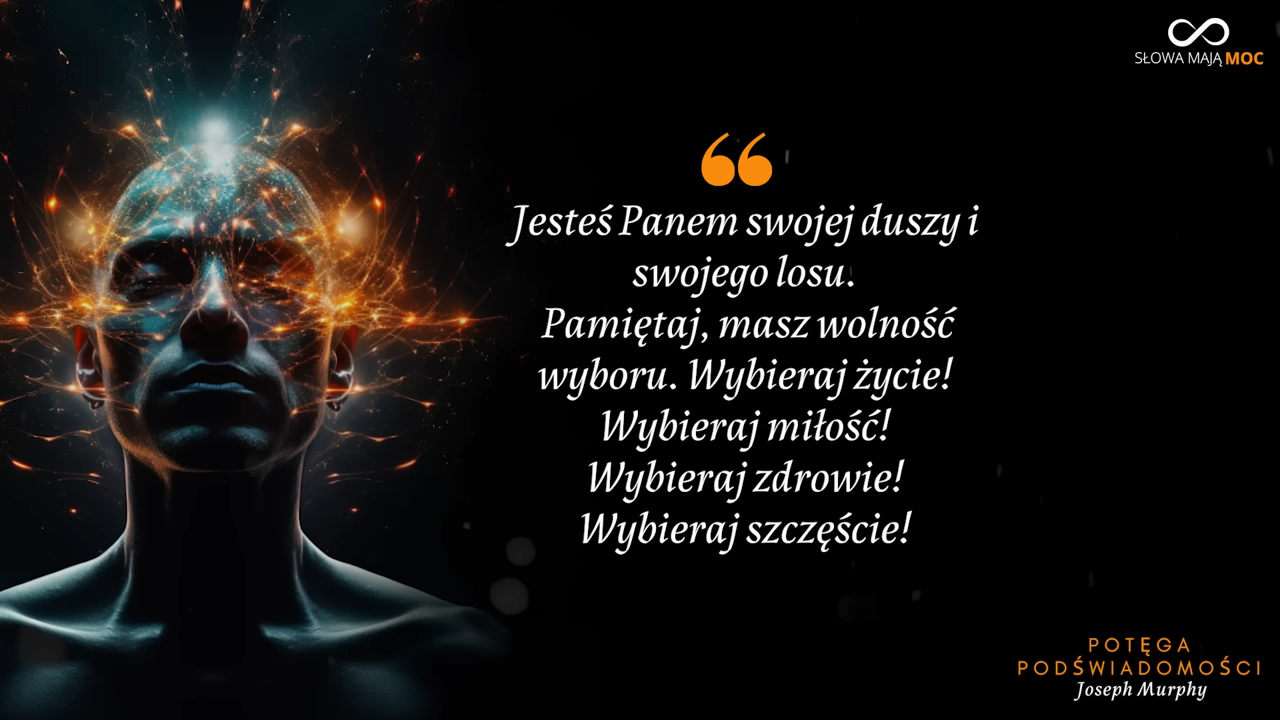 SŁOWA MAJĄ MOC
Jesteś Panem swojej duszy i
swojego losu.
Pamiętaj, masz wolność
wyboru. Wybieraj życie!
Wybieraj miłość!
Wybieraj zdrowie!
Wybieraj szczęście!
POTĘGA
PODŚWIADOMOŚCI
Joseph Murphy